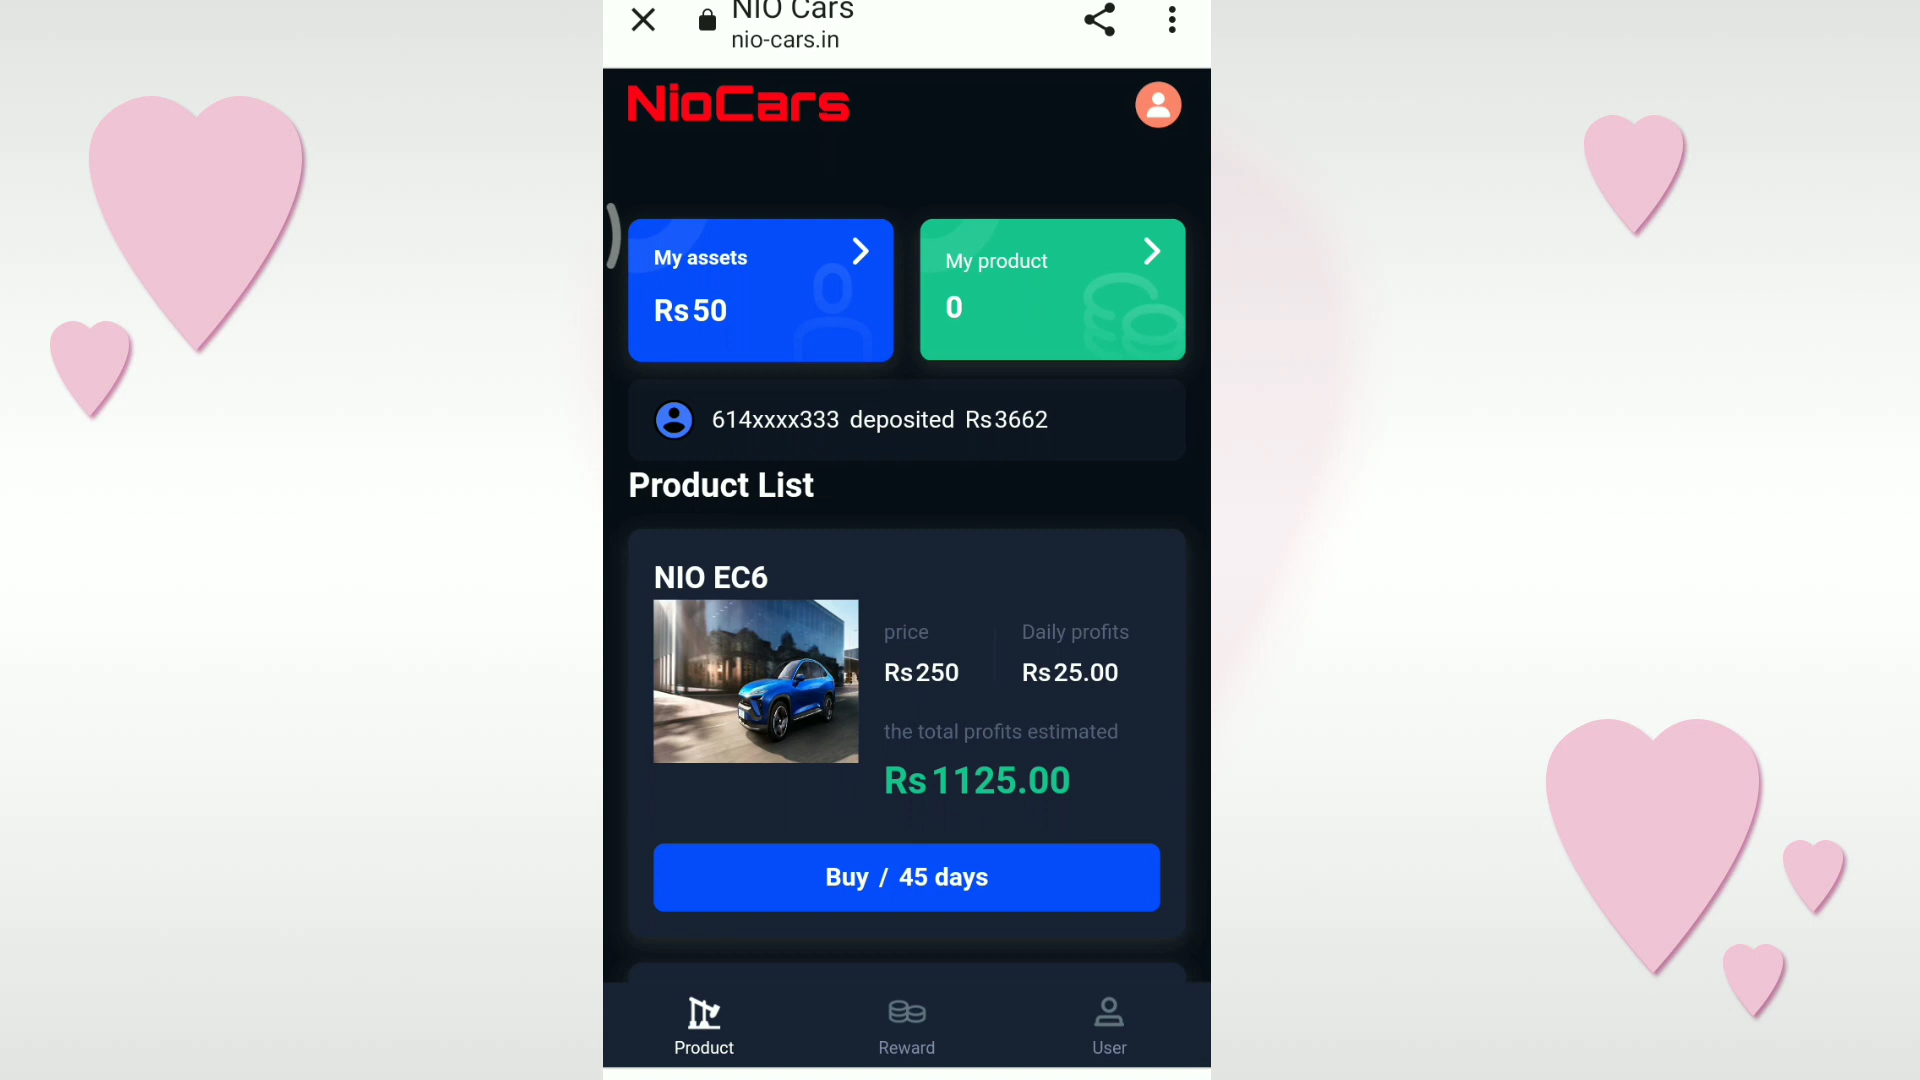 NIO Cars
nio-cars.in
NioCars
My assets
Rs 50
My product
0
614xxxx333 deposited Rs 3662
Product List
NIO EC6
price
Daily profits
Rs 250
Rs 25.00
the total profits estimated
Rs 1125.00
Buy / 45 days
Product
Reward
User